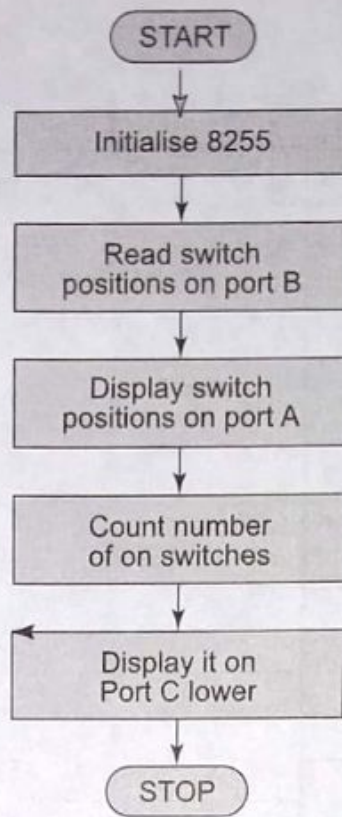 START
Initialise 8255
Read switch
positions on port B
Display switch
positions on port A
Count number
of on switches
Display it on
Port C lower
STOP